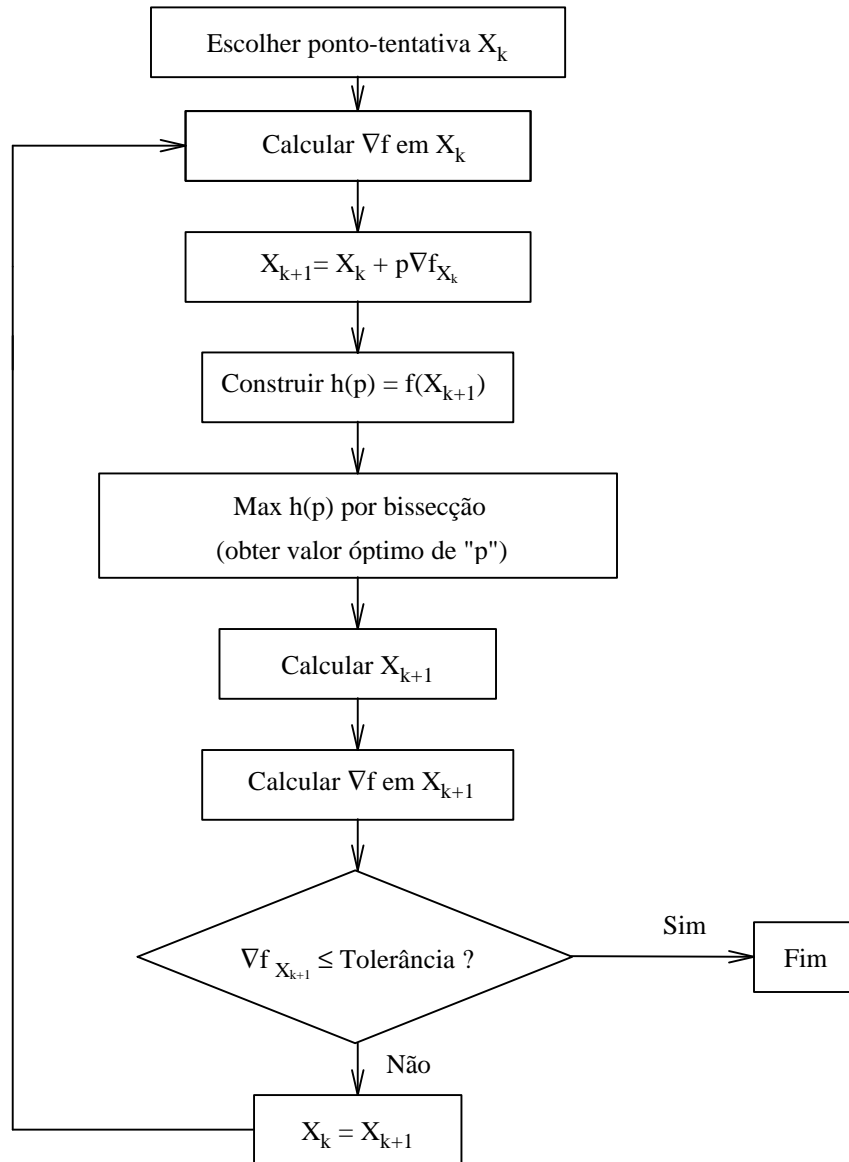 Escolher ponto-tentativa X_k
Calcular ∇f em X_k
X_{k+1}= X_k + p∇f_{X_k}
Construir h(p) = f(X_{k+1})
Max h(p) por bissecção
(obter valor óptimo de "p")
Calcular X_{k+1}
Calcular ∇f em X_{k+1}
∇f_{X_{k+1}} ≤ Tolerância ?
Sim
Fim
Não
X_k = X_{k+1}